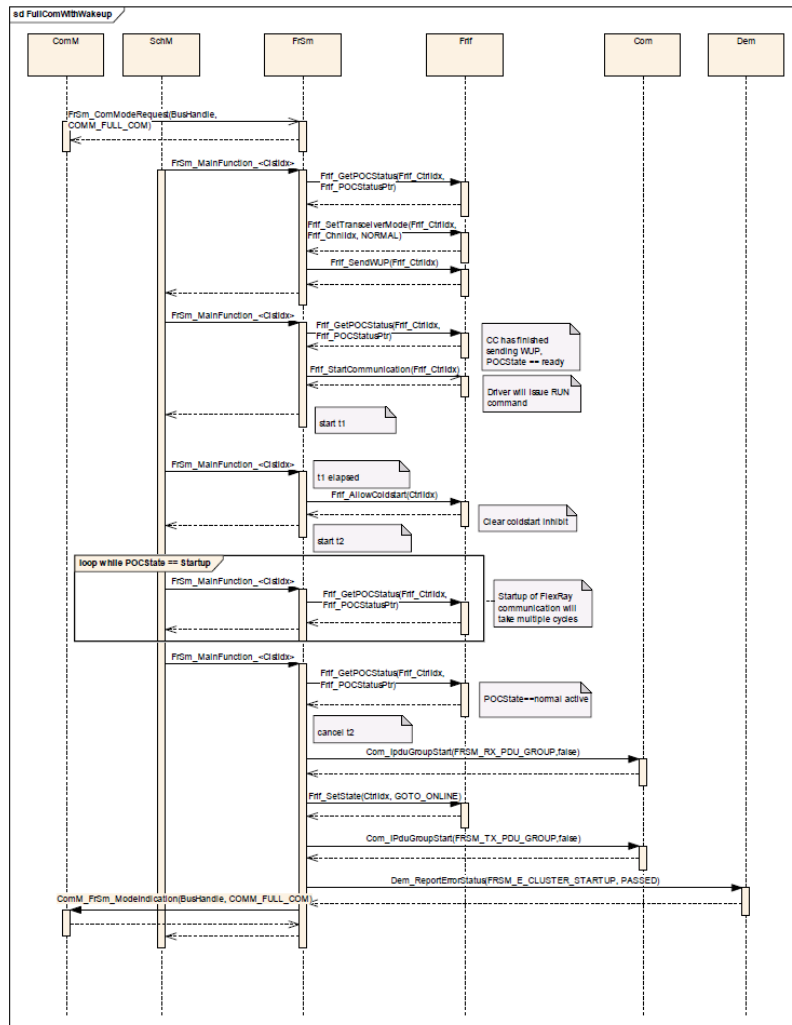 sd FullComWithWakeup
ComM
SchM
FrSm
FrIf
Com
Dem
FrSm_ComModeRequest(BusHandle,
COMM_FULL_COM)
FrSm_MainFunction_<ClstIdx>
FrIf_GetPOCStatus(FrIf_CtrlIdx,
FrIf_POCStatusPtr)
FrIf_SetTransceiverMode(FrIf_CtrlIdx,
FrIf_ChnlIdx, NORMAL)
FrIf_SendWUP(FrIf_CtrlIdx)
FrSm_MainFunction_<ClstIdx>
FrIf_GetPOCStatus(FrIf_CtrlIdx,
FrIf_POCStatusPtr)
CC has finished
sending WUP,
POCState == ready
FrIf_StartCommunication(FrIf_CtrlIdx)
Driver will issue RUN
command
start t1
FrSm_MainFunction_<ClstIdx>
t1 elapsed
FrIf_AllowColdstart(CtrlIdx)
Clear coldstart inhibit
start t2
loop while POCState == Startup
FrSm_MainFunction_<ClstIdx>
FrIf_GetPOCStatus(FrIf_CtrlIdx,
FrIf_POCStatusPtr)
Startup of FlexRay
communication will
take multiple cycles
FrSm_MainFunction_<ClstIdx>
FrIf_GetPOCStatus(FrIf_CtrlIdx,
FrIf_POCStatusPtr)
POCState==normal active
cancel t2
Com_IpduGroupStart(FRSM_RX_PDU_GROUP,false)
FrIf_SetState(CtrlIdx, GOTO_ONLINE)
Com_IPduGroupStart(FRSM_TX_PDU_GROUP,false)
Dem_ReportErrorStatus(FRSM_E_CLUSTER_STARTUP, PASSED)
ComM_FrSm_ModeIndication(BusHandle, COMM_FULL_COM)